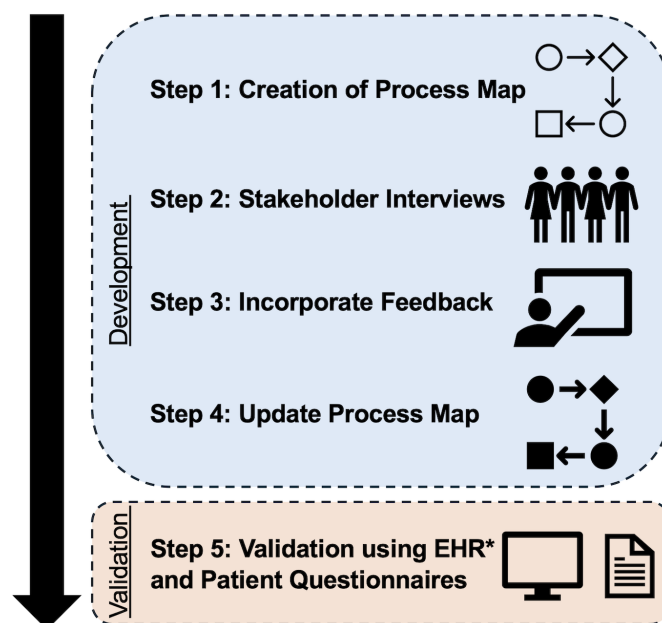 Development
Step 1: Creation of Process Map
Step 2: Stakeholder Interviews
Step 3: Incorporate Feedback
Step 4: Update Process Map
Validation
Step 5: Validation using EHR*
and Patient Questionnaires